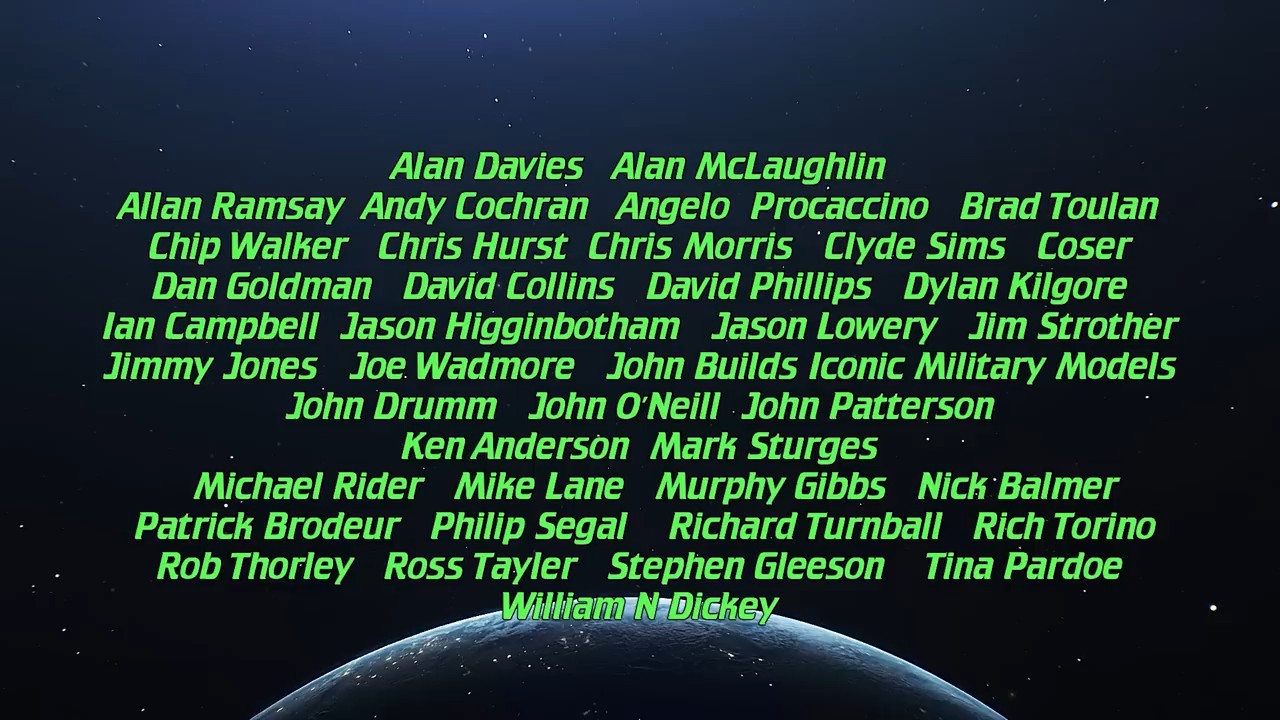 Alan Davies Alan McLaughlin
Allan Ramsay Andy Cochran Angelo Procaccino Brad Toulan
Chip Walker Chris Hurst Chris Morris Clyde Sims Coser
Dan Goldman David Collins David Phillips Dylan Kilgore
Ian Campbell Jason Higginbotham Jason Lowery Jim Strother
Jimmy Jones Joe Wadmore John Builds Iconic Military Models
John Drumm John O'Neill John Patterson
Ken Anderson Mark Sturges
Michael Rider Mike Lane Murphy Gibbs Nick Balmer
Patrick Brodeur Philip Segal Richard Turnball Rich Torino
Rob Thorley Ross Tayler Stephen Gleeson Tina Pardoe
William N Dickey